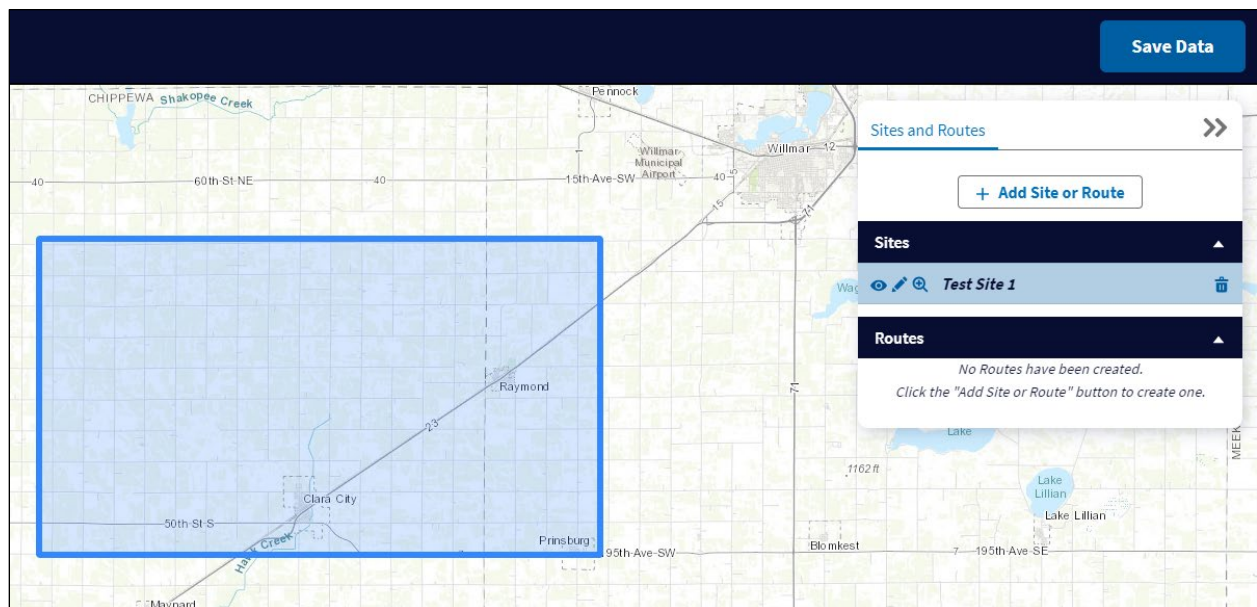 Save Data
CHIPPEWA
Shakopee Creek
Pennock
Willmar
12
Willmar
Municipal
Airport
Sites and Routes
+ Add Site or Route
40
60th St NE
40
1
15th Ave SW
40
5
15
71
Sites
Test Site 1
Routes
No Routes have been created.
Click the "Add Site or Route" button to create one.
Raymond
71
23
Lake
MEEK
1162 ft
Clara City
Lake
Lillian
Lake Lillian
50th St S
Hawk Creek
Prinsburg
95th Ave SW
Blomkest
7
195th Ave SE
Maynard